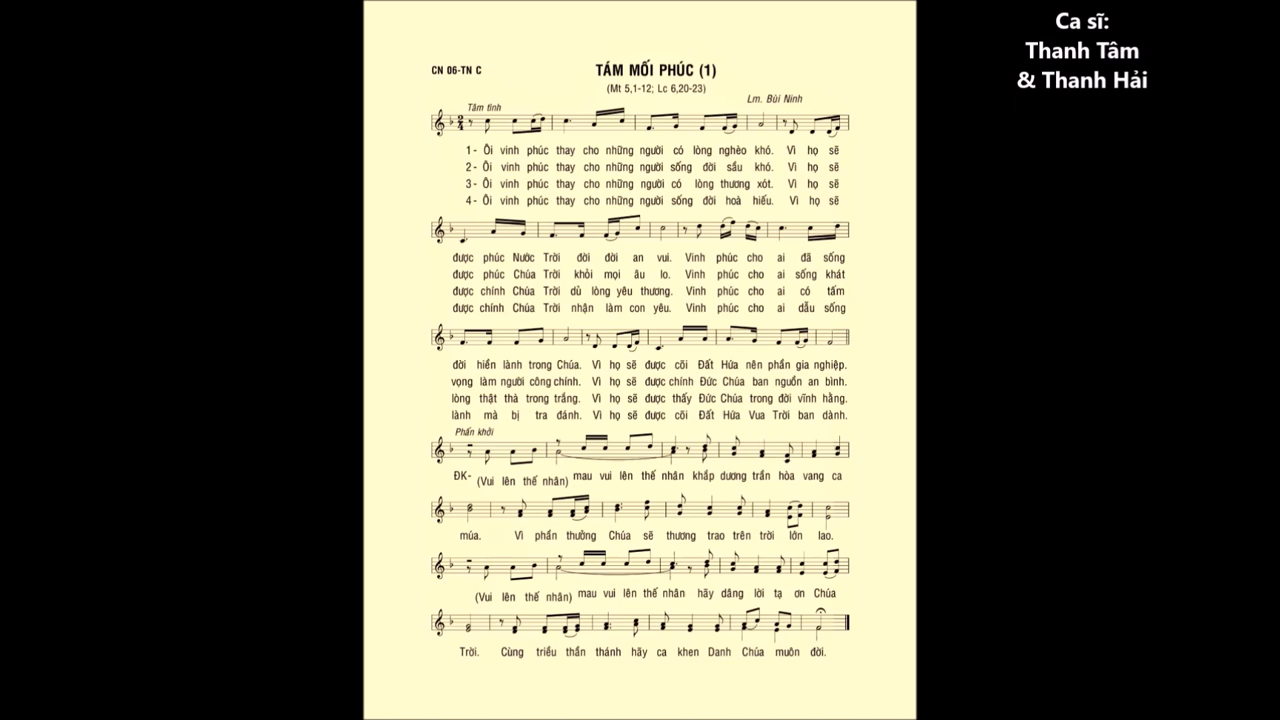 Ca sĩ:
Thanh Tâm
& Thanh Hải
CN 06-TN C
TÁM MỐI PHÚC (1)
(Mt 5,1-12; Lc 6,20-23)
Lm. Bùi Ninh
Tâm tình
1- Ôi vinh phúc thay cho những người có lòng nghèo khó. Vì họ sẽ
2- Ôi vinh phúc thay cho những người sống đời sầu khó. Vì họ sẽ
3- Ôi vinh phúc thay cho những người có lòng thương xót. Vì họ sẽ
4- Ôi vinh phúc thay cho những người sống đời hoà hiếu. Vì họ sẽ
được phúc Nước Trời đời đời an vui. Vinh phúc cho ai đã sống
được phúc Chúa Trời khỏi mọi âu lo. Vinh phúc cho ai sống khát
được chính Chúa Trời dủ lòng yêu thương. Vinh phúc cho ai có tấm
được chính Chúa Trời nhận làm con yêu. Vinh phúc cho ai dẫu sống
đời hiền lành trong Chúa. Vì họ sẽ được cõi Đất Hứa nên phần gia nghiệp.
vọng làm người công chính. Vì họ sẽ được chính Đức Chúa ban nguồn an bình.
lòng thật thà trong trắng. Vì họ sẽ được thấy Đức Chúa trong đời vĩnh hằng.
lành mà bị tra đánh. Vì họ sẽ được cõi Đất Hứa Vua Trời ban dành.
Phấn khởi
ĐK- (Vui lên thế nhân) mau vui lên thế nhân khắp dương trần hòa vang ca
múa. Vì phần thưởng Chúa sẽ thương trao trên trời lớn lao.
(Vui lên thế nhân) mau vui lên thế nhân hãy dâng lời tạ ơn Chúa
Trời. Cùng triều thần thánh hãy ca khen Danh Chúa muôn đời.